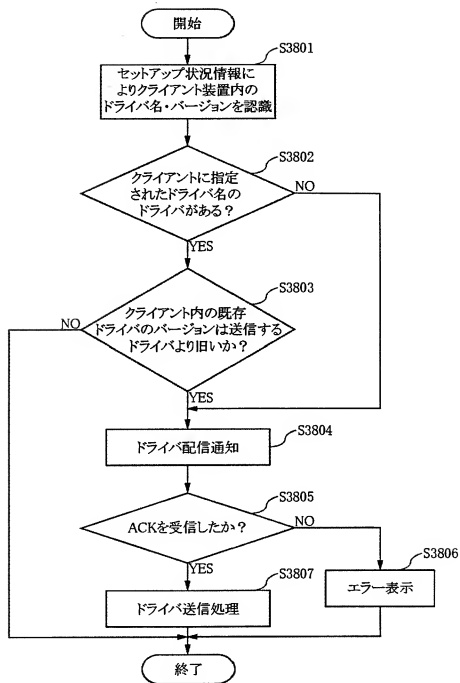 開始
S3801
セットアップ状況情報に
よりクライアント装置内の
ドライバ名・バージョンを認識
S3802
クライアントに指定
されたドライバ名の
ドライバがある?
NO
YES
S3803
クライアント内の既存
ドライバのバージョンは送信する
ドライバより旧いか?
NO
YES
S3804
ドライバ配信通知
S3805
ACKを受信したか?
NO
YES
S3806
エラー表示
S3807
ドライバ送信処理
終了